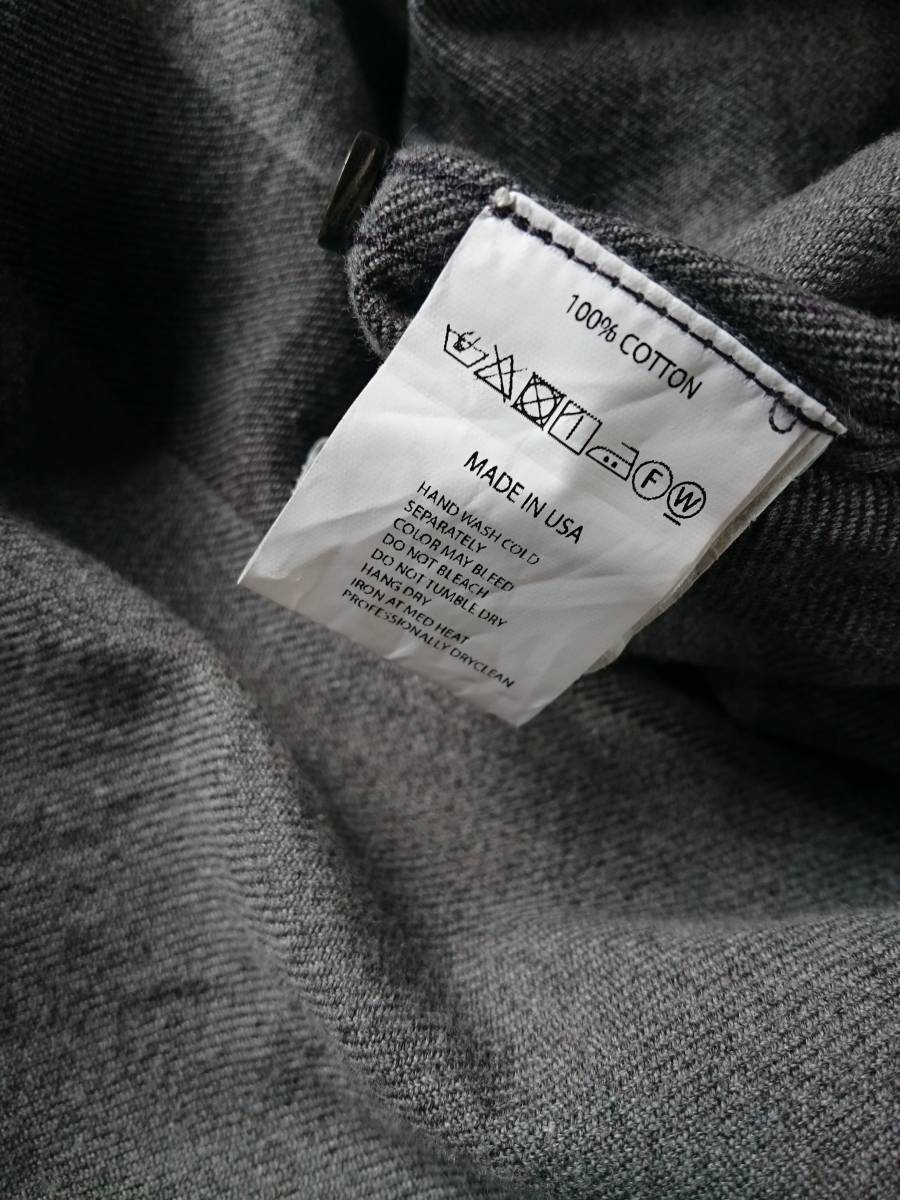 100% COTTON
F W
MADE IN USA
HAND WASH COLD
SEPARATELY
COLOR MAY BLEED
DO NOT BLEACH
DO NOT TUMBLE DRY
HANG DRY
IRON AT MED HEAT
PROFESSIONALLY DRYCLEAN